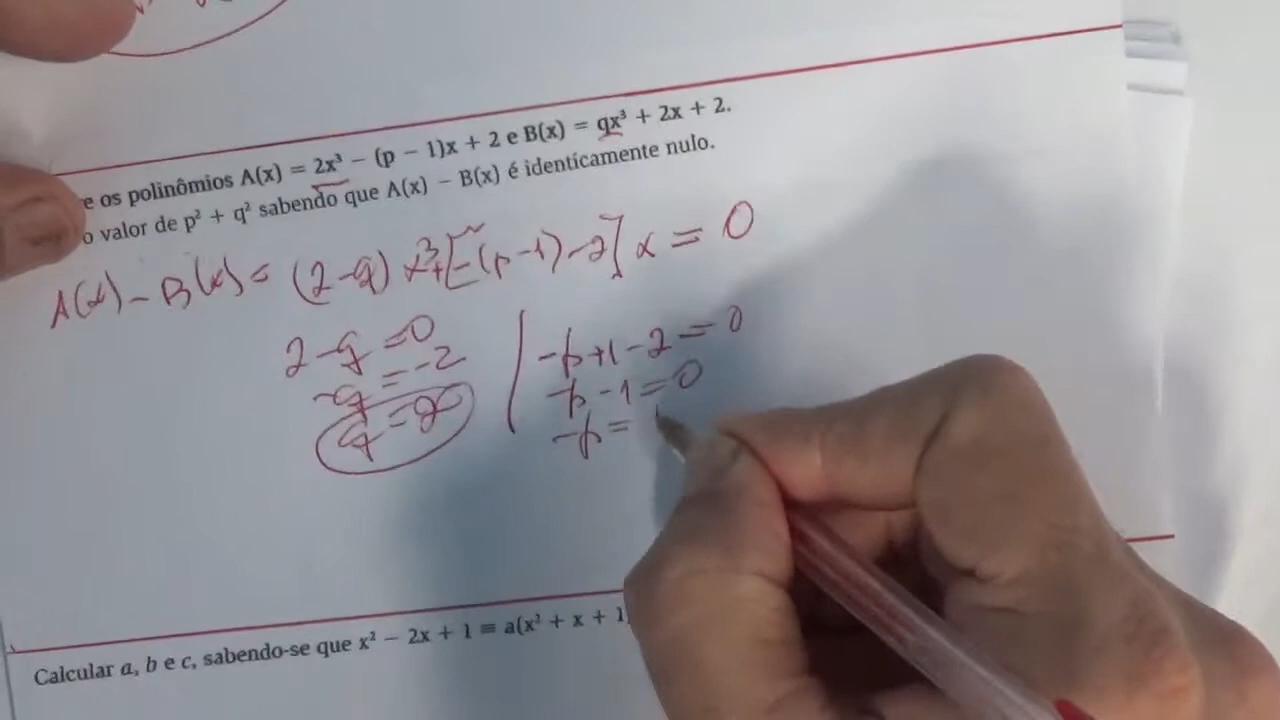 e os polinômios A(x) = 2x³ − (p − 1)x + 2 e B(x) = qx³ + 2x + 2.
o valor de p² + q² sabendo que A(x) − B(x) é identicamente nulo.
A(x) − B(x) = (2−q) x³ + [−(p−1) −2] x = 0
2 − q = 0
−q = −2
q = 2
−p + 1 − 2 = 0
−p − 1 = 0
−p =
Calcular a, b e c, sabendo-se que x² − 2x + 1 ≡ a(x² + x + 1)